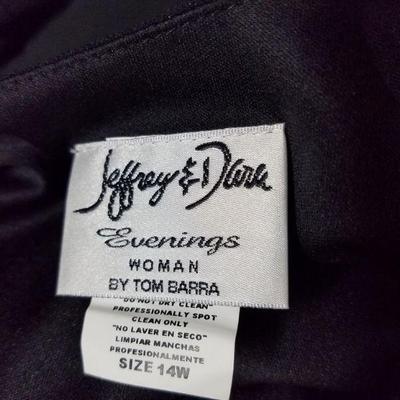 Jeffrey & Dara
Evenings
WOMAN
BY TOM BARRA
DO NOT DRY CLEAN
PROFESSIONALLY SPOT
CLEAN ONLY
"NO LAVER EN SECO"
LIMPIAR MANCHAS
PROFESIONALMENTE
SIZE 14W